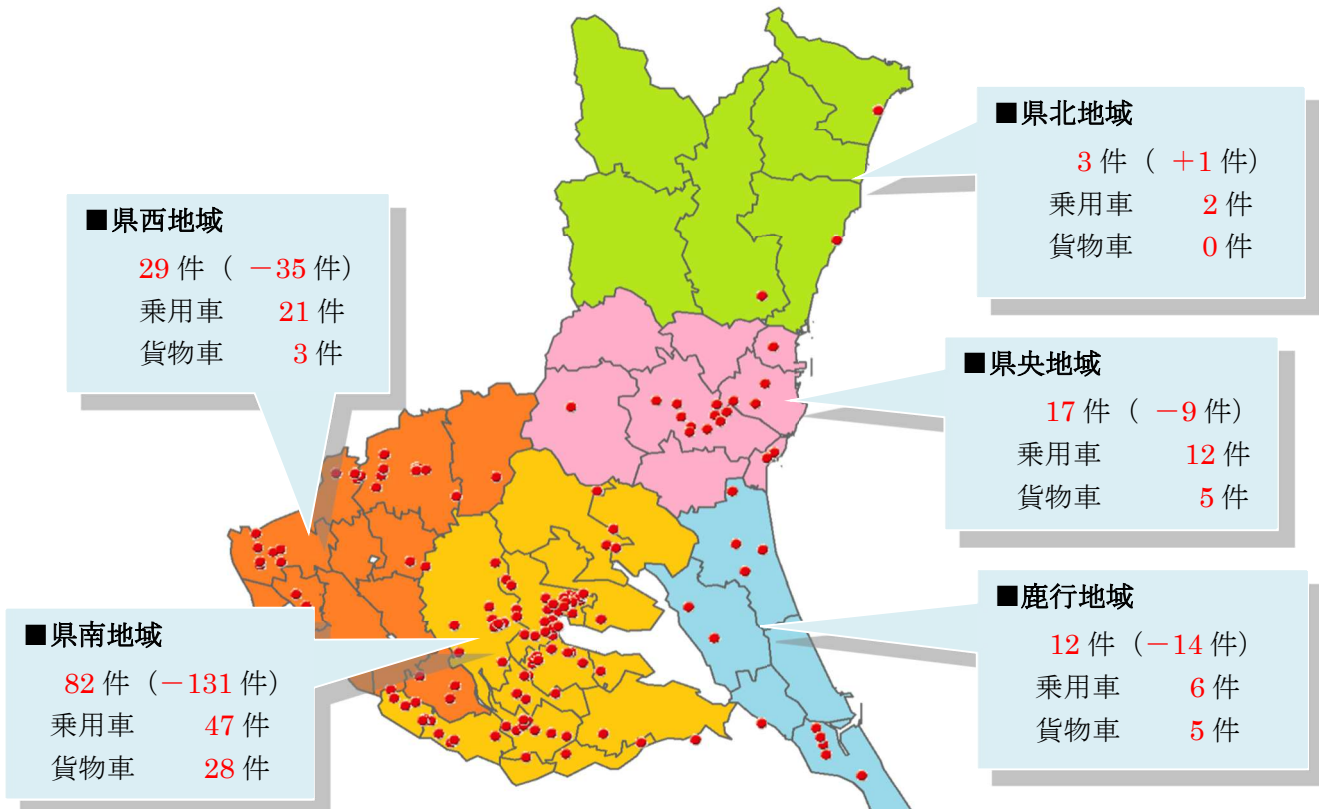 ■県北地域
3 件（ ＋1 件）
乗用車 2 件
貨物車 0 件
■県西地域
29 件（ －35 件）
乗用車 21 件
貨物車 3 件
■県央地域
17 件（ －9 件）
乗用車 12 件
貨物車 5 件
■鹿行地域
12 件（－14 件）
乗用車 6 件
貨物車 5 件
■県南地域
82 件（－131 件）
乗用車 47 件
貨物車 28 件